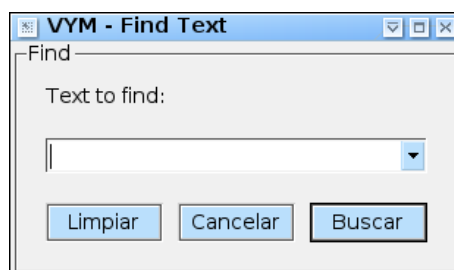 VYM - Find Text
Find
Text to find:
Limpiar Cancelar Buscar